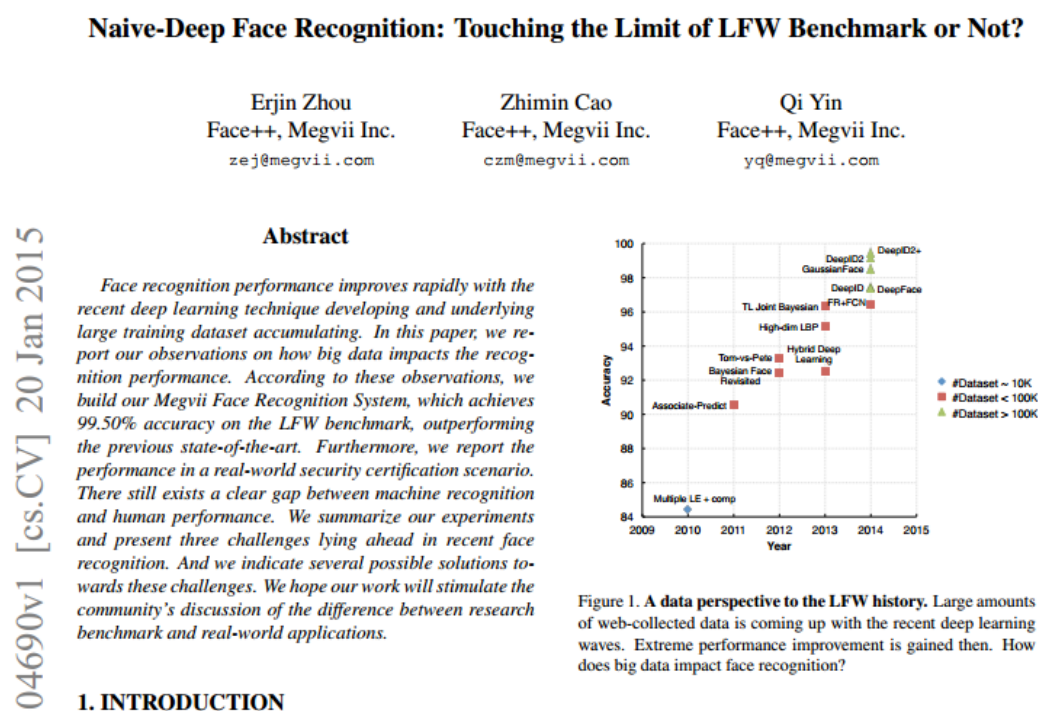 Naive-Deep Face Recognition: Touching the Limit of LFW Benchmark or Not?
Erjin Zhou
Face++, Megvii Inc.
zej@megvii.com
Zhimin Cao
Face++, Megvii Inc.
czm@megvii.com
Qi Yin
Face++, Megvii Inc.
yq@megvii.com
04690v1 [cs.CV] 20 Jan 2015
Abstract
Face recognition performance improves rapidly with the
recent deep learning technique developing and underlying
large training dataset accumulating. In this paper, we re-
port our observations on how big data impacts the recog-
nition performance. According to these observations, we
build our Megvii Face Recognition System, which achieves
99.50% accuracy on the LFW benchmark, outperforming
the previous state-of-the-art. Furthermore, we report the
performance in a real-world security certification scenario.
There still exists a clear gap between machine recognition
and human performance. We summarize our experiments
and present three challenges lying ahead in recent face
recognition. And we indicate several possible solutions to-
wards these challenges. We hope our work will stimulate the
community's discussion of the difference between research
benchmark and real-world applications.
1. INTRODUCTION
100
98
96
94
92
90
88
86
84
Accuracy
DeepID2+
DeepID2
GaussianFace
DeepID
DeepFace
TL Joint Bayesian
FR+FCN
High-dim LBP
Tom-vs-Pete
Hybrid Deep
Learning
Bayesian Face
Revisited
Associate-Predict
Multiple LE + comp
2009
2010
2011
2012
2013
2014
2015
Year
#Dataset ~ 10K
#Dataset < 100K
#Dataset > 100K
Figure 1. A data perspective to the LFW history. Large amounts
of web-collected data is coming up with the recent deep learning
waves. Extreme performance improvement is gained then. How
does big data impact face recognition?